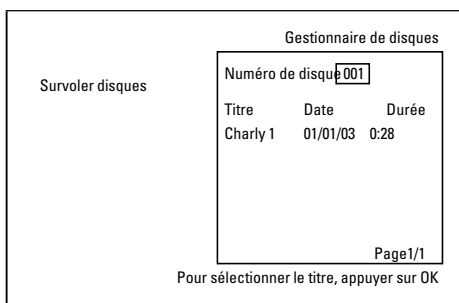 Gestionnaire de disques
Survoler disques
Numéro de disque 001
Titre Date Durée
Charly 1 01/01/03 0:28
Page1/1
Pour sélectionner le titre, appuyer sur OK